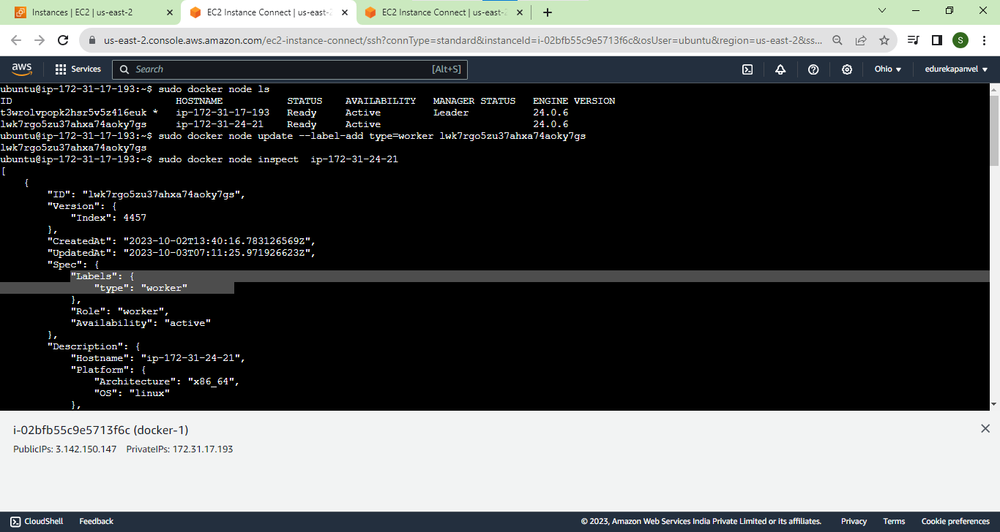 Instances | EC2 | us-east-2
EC2 Instance Connect | us-east-2
EC2 Instance Connect | us-east-2
us-east-2.console.aws.amazon.com/ec2-instance-connect/ssh?connType=standard&instanceId=i-02bfb55c9e5713f6c&osUser=ubuntu&region=us-east-2&ss...
S
aws
Services
Search
[Alt+S]
Ohio
edurekapanvel
ubuntu@ip-172-31-17-193:~$ sudo docker node ls
ID HOSTNAME STATUS AVAILABILITY MANAGER STATUS ENGINE VERSION
t3wrolvpopk2hsr5v5z416euk * ip-172-31-17-193 Ready Active Leader 24.0.6
lwk7rgo5zu37ahxa74aoky7gs ip-172-31-24-21 Ready Active 24.0.6
ubuntu@ip-172-31-17-193:~$ sudo docker node update --label-add type=worker lwk7rgo5zu37ahxa74aoky7gs
lwk7rgo5zu37ahxa74aoky7gs
ubuntu@ip-172-31-17-193:~$ sudo docker node inspect  ip-172-31-24-21
[
    {
        "ID": "lwk7rgo5zu37ahxa74aoky7gs",
        "Version": {
            "Index": 4457
        },
        "CreatedAt": "2023-10-02T13:40:16.783126569Z",
        "UpdatedAt": "2023-10-03T07:11:25.971926623Z",
        "Spec": {
            "Labels": {
                "type": "worker"
            },
            "Role": "worker",
            "Availability": "active"
        },
        "Description": {
            "Hostname": "ip-172-31-24-21",
            "Platform": {
                "Architecture": "x86_64",
                "OS": "linux"
            },
i-02bfb55c9e5713f6c (docker-1)
PublicIPs: 3.142.150.147 PrivateIPs: 172.31.17.193
CloudShell
Feedback
© 2023, Amazon Web Services India Private Limited or its affiliates.
Privacy
Terms
Cookie preferences